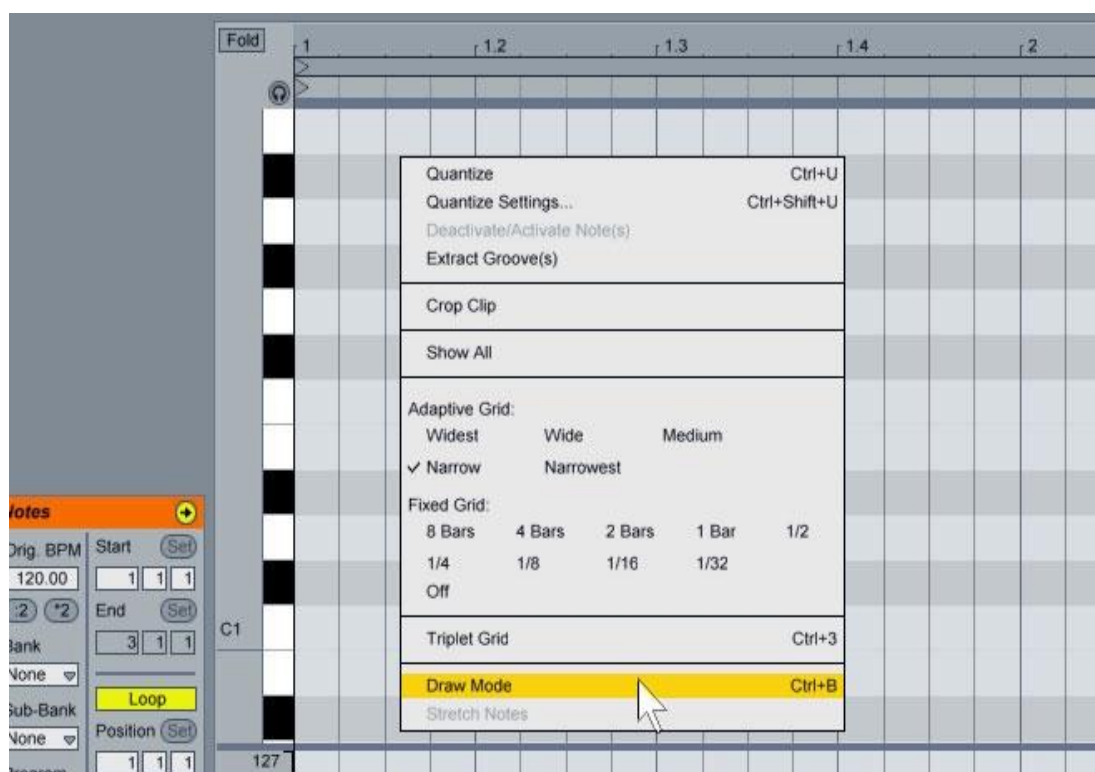 Fold
1 1.2 1.3 1.4 2
Quantize Ctrl+U
Quantize Settings... Ctrl+Shift+U
Deactivate/Activate Note(s)
Extract Groove(s)
Crop Clip
Show All
Adaptive Grid:
Widest Wide Medium
✓ Narrow Narrowest
Fixed Grid:
8 Bars 4 Bars 2 Bars 1 Bar 1/2
1/4 1/8 1/16 1/32
Off
Triplet Grid Ctrl+3
Draw Mode Ctrl+B
Stretch Notes
C1
127
Notes
Orig. BPM Start Set
120.00 1 1 1
:2 *2 End Set
Bank 3 1 1
None
Loop
Sub-Bank
None Position Set
1 1 1